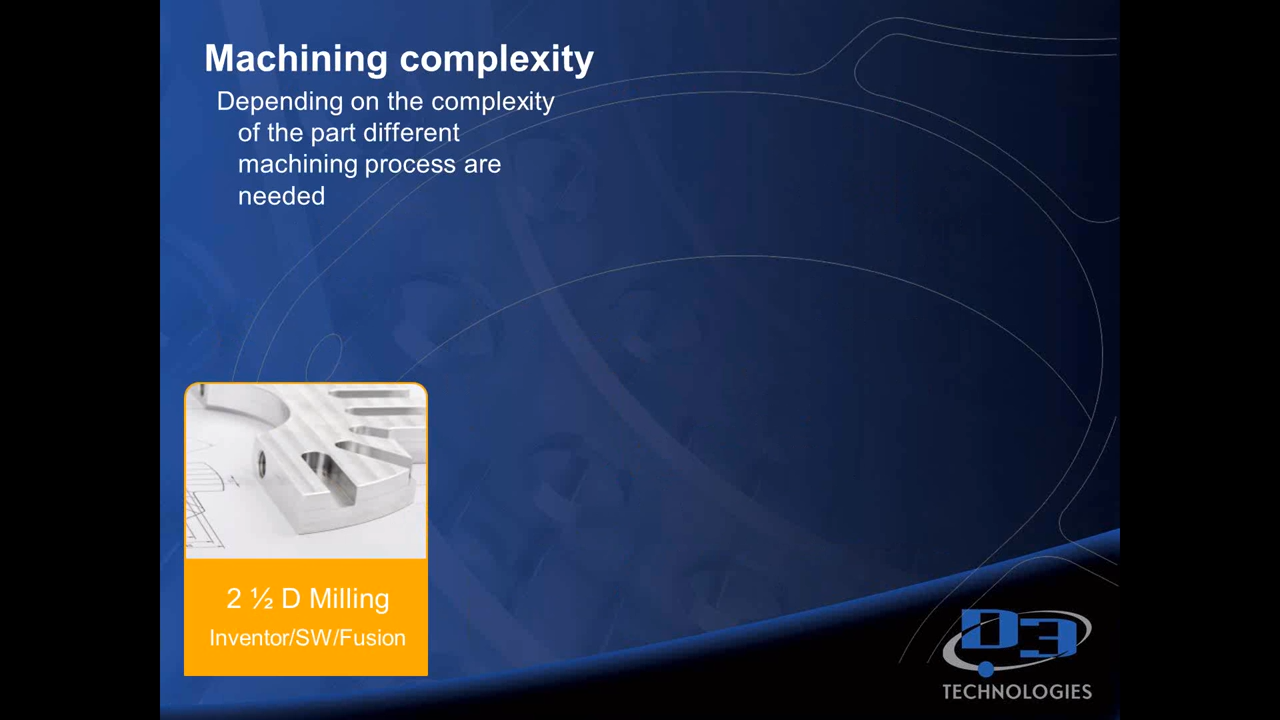 Machining complexity
Depending on the complexity
of the part different
machining process are
needed
2 ½ D Milling
Inventor/SW/Fusion
D3
TECHNOLOGIES